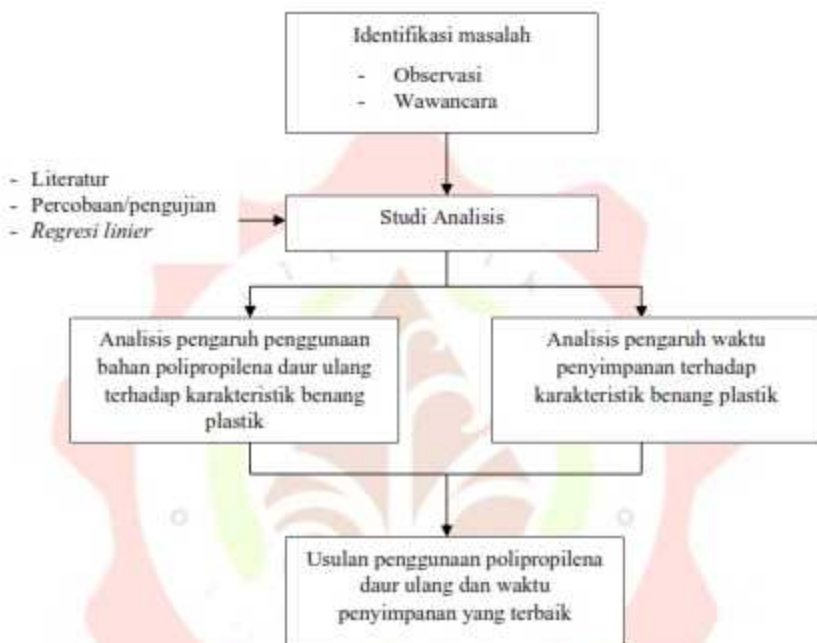 Identifikasi masalah
- Observasi
- Wawancara
- Literatur
- Percobaan/pengujian
- Regresi linier
Studi Analisis
Analisis pengaruh penggunaan
bahan polipropilena daur ulang
terhadap karakteristik benang
plastik
Analisis pengaruh waktu
penyimpanan terhadap
karakteristik benang plastik
Usulan penggunaan polipropilena
daur ulang dan waktu
penyimpanan yang terbaik